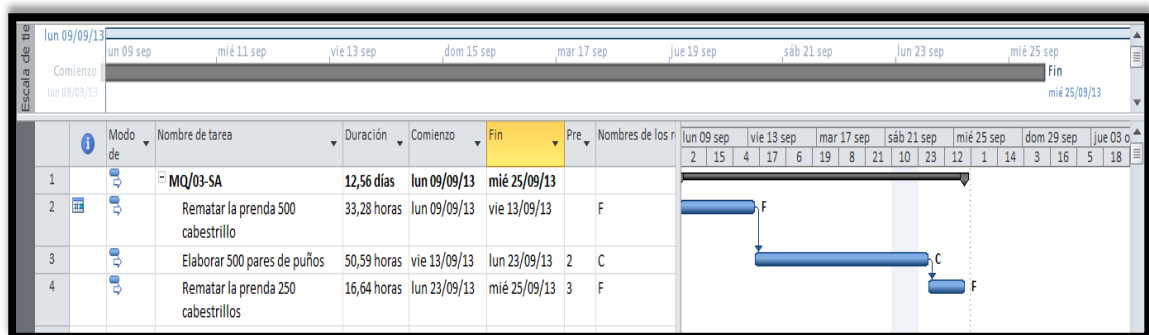 Escala de tie
lun 09/09/13
lun 09 sep mié 11 sep vie 13 sep dom 15 sep mar 17 sep jue 19 sep sáb 21 sep lun 23 sep mié 25 sep
Comienzo
lun 09/09/13
Fin
mié 25/09/13
Modo de Nombre de tarea Duración Comienzo Fin Pre Nombres de los r
lun 09 sep vie 13 sep mar 17 sep sáb 21 sep mié 25 sep dom 29 sep jue 03 o
2 15 4 17 6 19 8 21 10 23 12 1 14 3 16 5 18
1 MQ/03-SA 12,56 días lun 09/09/13 mié 25/09/13
2 Rematar la prenda 500 cabestrillo 33,28 horas lun 09/09/13 vie 13/09/13 F
F
3 Elaborar 500 pares de puños 50,59 horas vie 13/09/13 lun 23/09/13 2 C
C
4 Rematar la prenda 250 cabestrillos 16,64 horas lun 23/09/13 mié 25/09/13 3 F
F